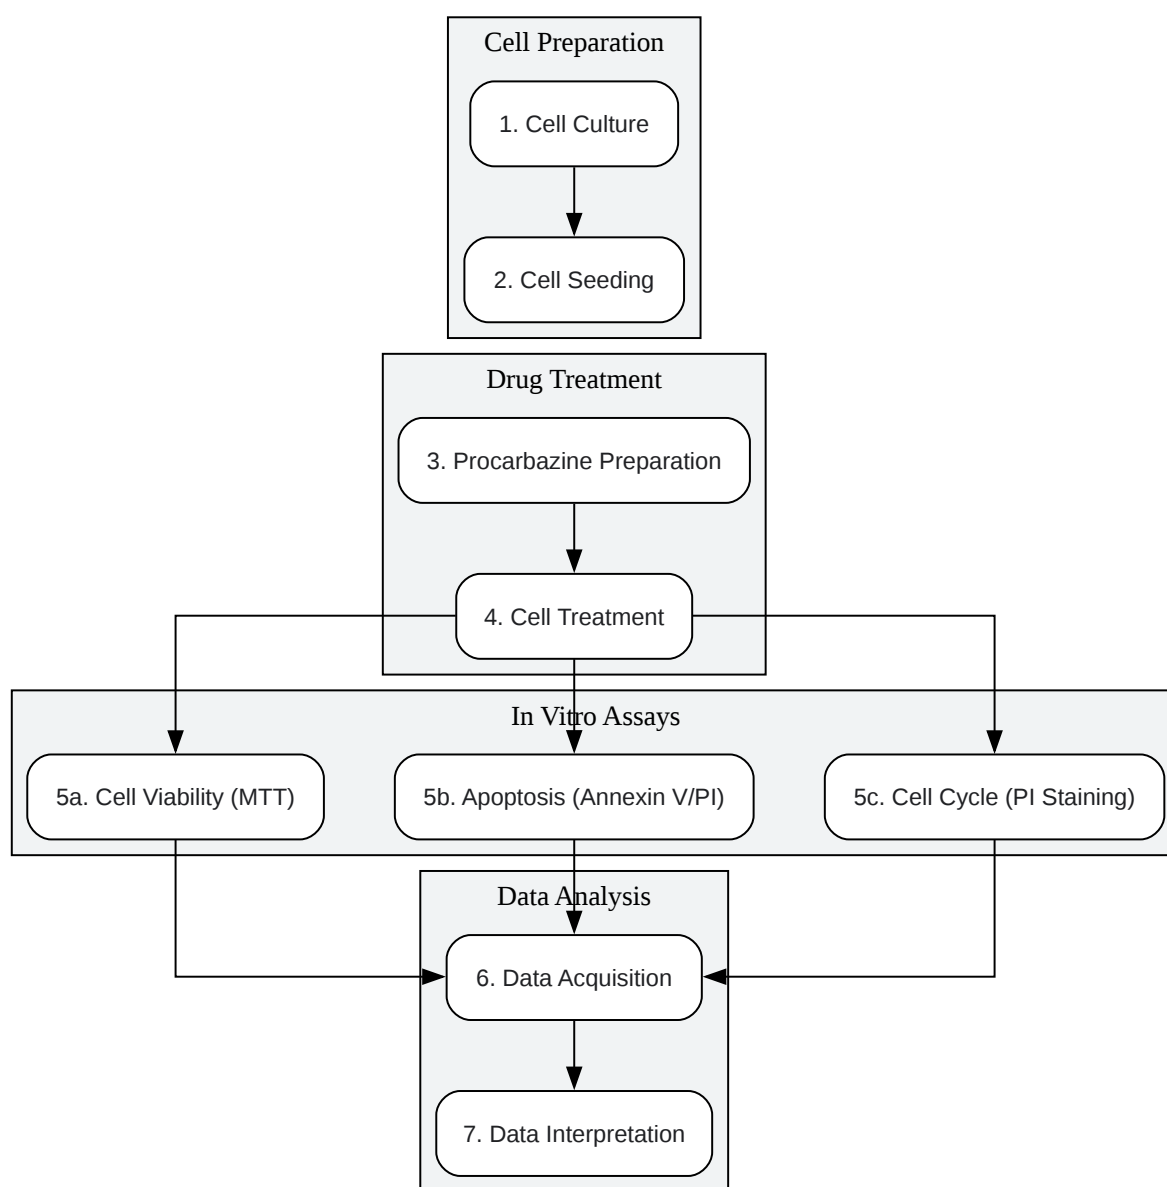 Cell Preparation
1. Cell Culture
2. Cell Seeding
Drug Treatment
3. Procarbazine Preparation
4. Cell Treatment
In Vitro Assays
5a. Cell Viability (MTT)
5b. Apoptosis (Annexin V/PI)
5c. Cell Cycle (PI Staining)
Data Analysis
6. Data Acquisition
7. Data Interpretation